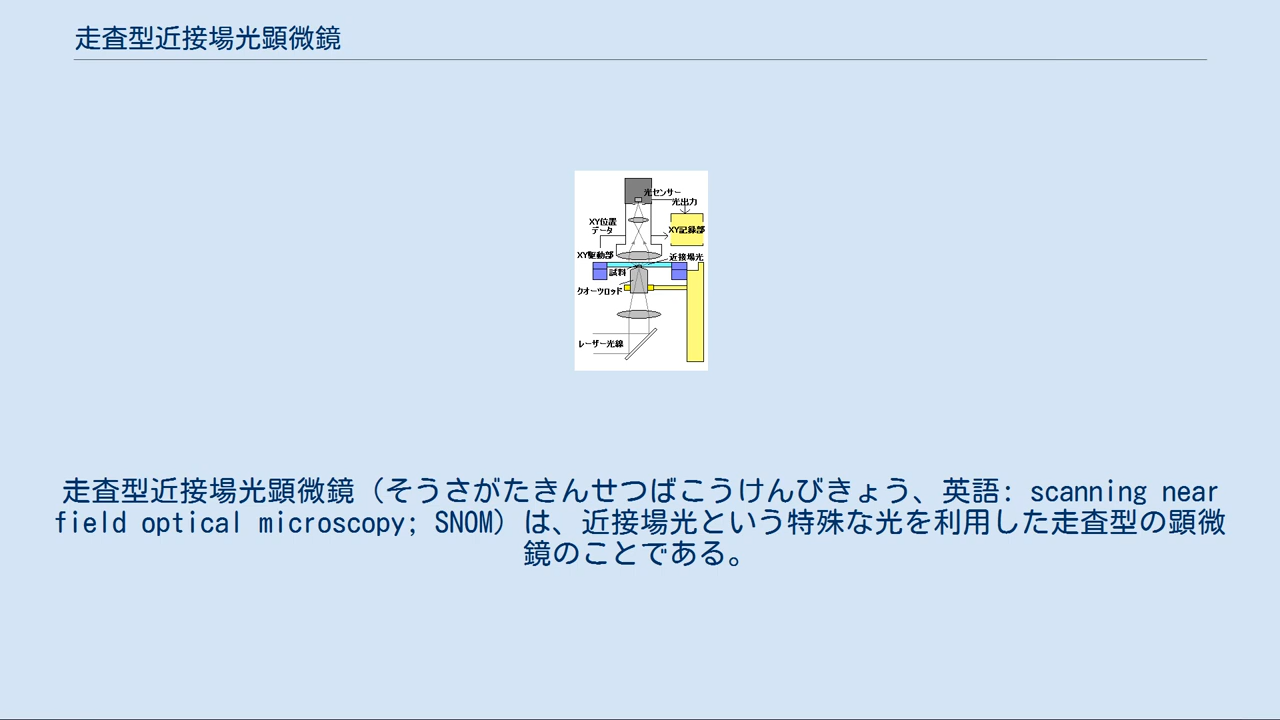 走査型近接場光顕微鏡
光センサー
光出力
XY位置
データ
XY記録部
XY駆動部
近接場光
試料
クオーツロッド
レーザー光線
走査型近接場光顕微鏡（そうさがたきんせつばこうけんびきょう、英語: scanning near
field optical microscopy; SNOM）は、近接場光という特殊な光を利用した走査型の顕微
鏡のことである。